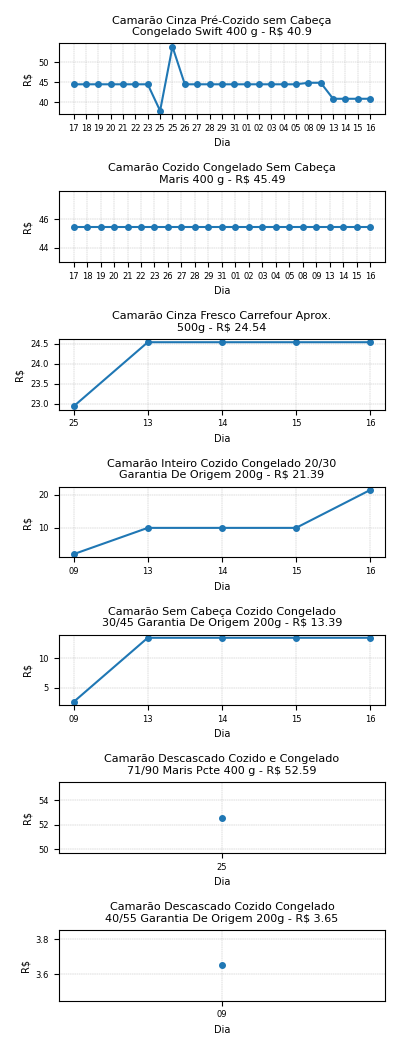 Camarão Cinza Pré-Cozido sem Cabeça
Congelado Swift 400 g - R$ 40.9
50
45
40
R$
17 18 19 20 21 22 23 25 25 26 27 28 29 31 01 02 03 04 05 08 09 13 14 15 16
Dia
Camarão Cozido Congelado Sem Cabeça
Maris 400 g - R$ 45.49
46
44
R$
17 18 19 20 21 22 23 26 27 28 29 31 01 02 03 04 05 08 09 13 14 15 16
Dia
Camarão Cinza Fresco Carrefour Aprox.
500g - R$ 24.54
24.5
24.0
23.5
23.0
R$
25 13 14 15 16
Dia
Camarão Inteiro Cozido Congelado 20/30
Garantia De Origem 200g - R$ 21.39
20
10
R$
09 13 14 15 16
Dia
Camarão Sem Cabeça Cozido Congelado
30/45 Garantia De Origem 200g - R$ 13.39
10
5
R$
09 13 14 15 16
Dia
Camarão Descascado Cozido e Congelado
71/90 Maris Pcte 400 g - R$ 52.59
54
52
50
R$
25
Dia
Camarão Descascado Cozido Congelado
40/55 Garantia De Origem 200g - R$ 3.65
3.8
3.6
R$
09
Dia